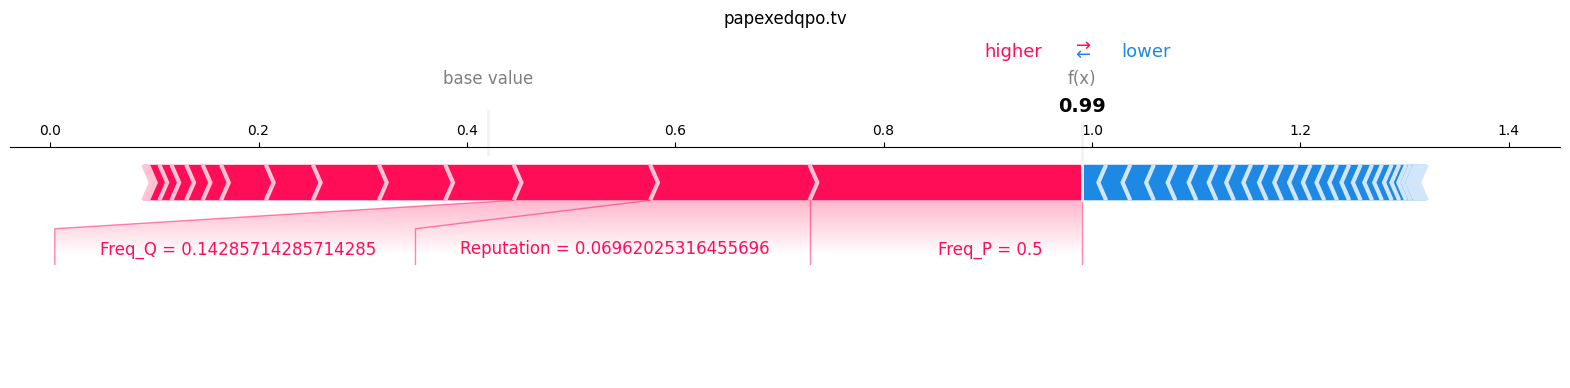 papexedqpo.tv
higher ⇄ lower
base value f(x)
0.99
0.0 0.2 0.4 0.6 0.8 1.0 1.2 1.4
Freq_Q = 0.14285714285714285 Reputation = 0.06962025316455696 Freq_P = 0.5